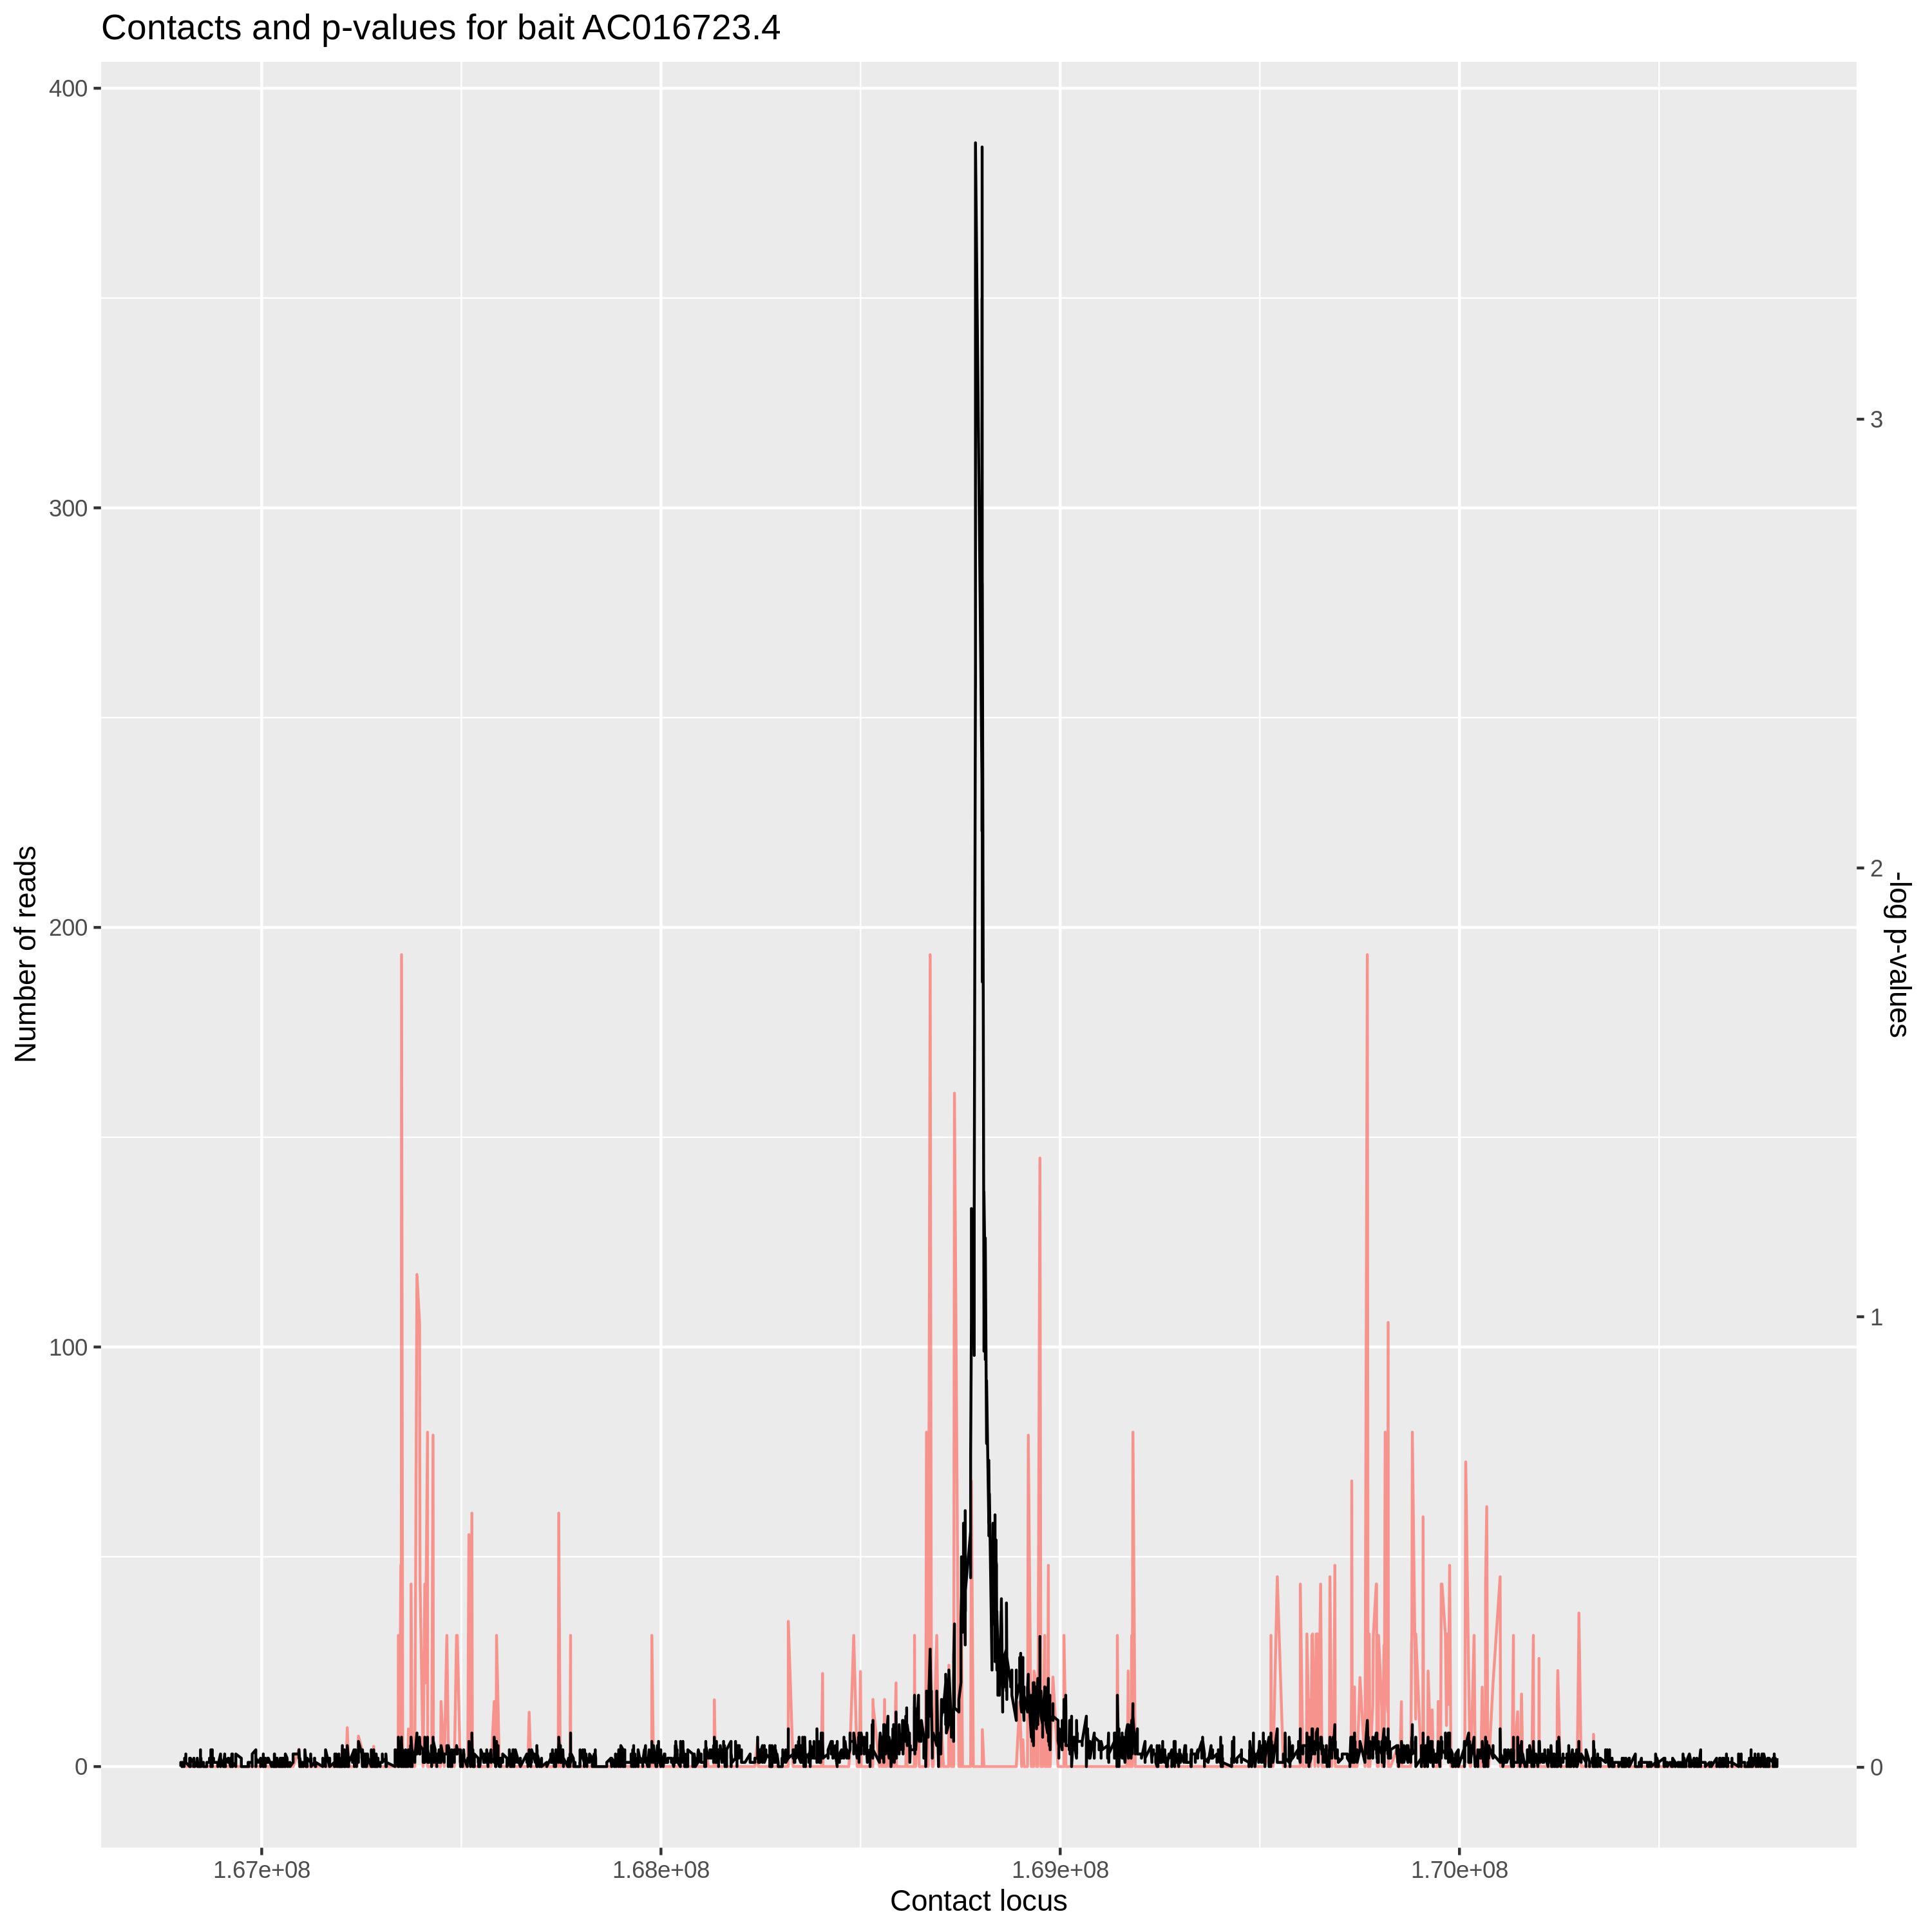 Contacts and p-values for bait AC016723.4
400
300
200
100
0
Number of reads
3
2
1
0
-log p-values
1.67e+08
1.68e+08
1.69e+08
1.70e+08
Contact locus